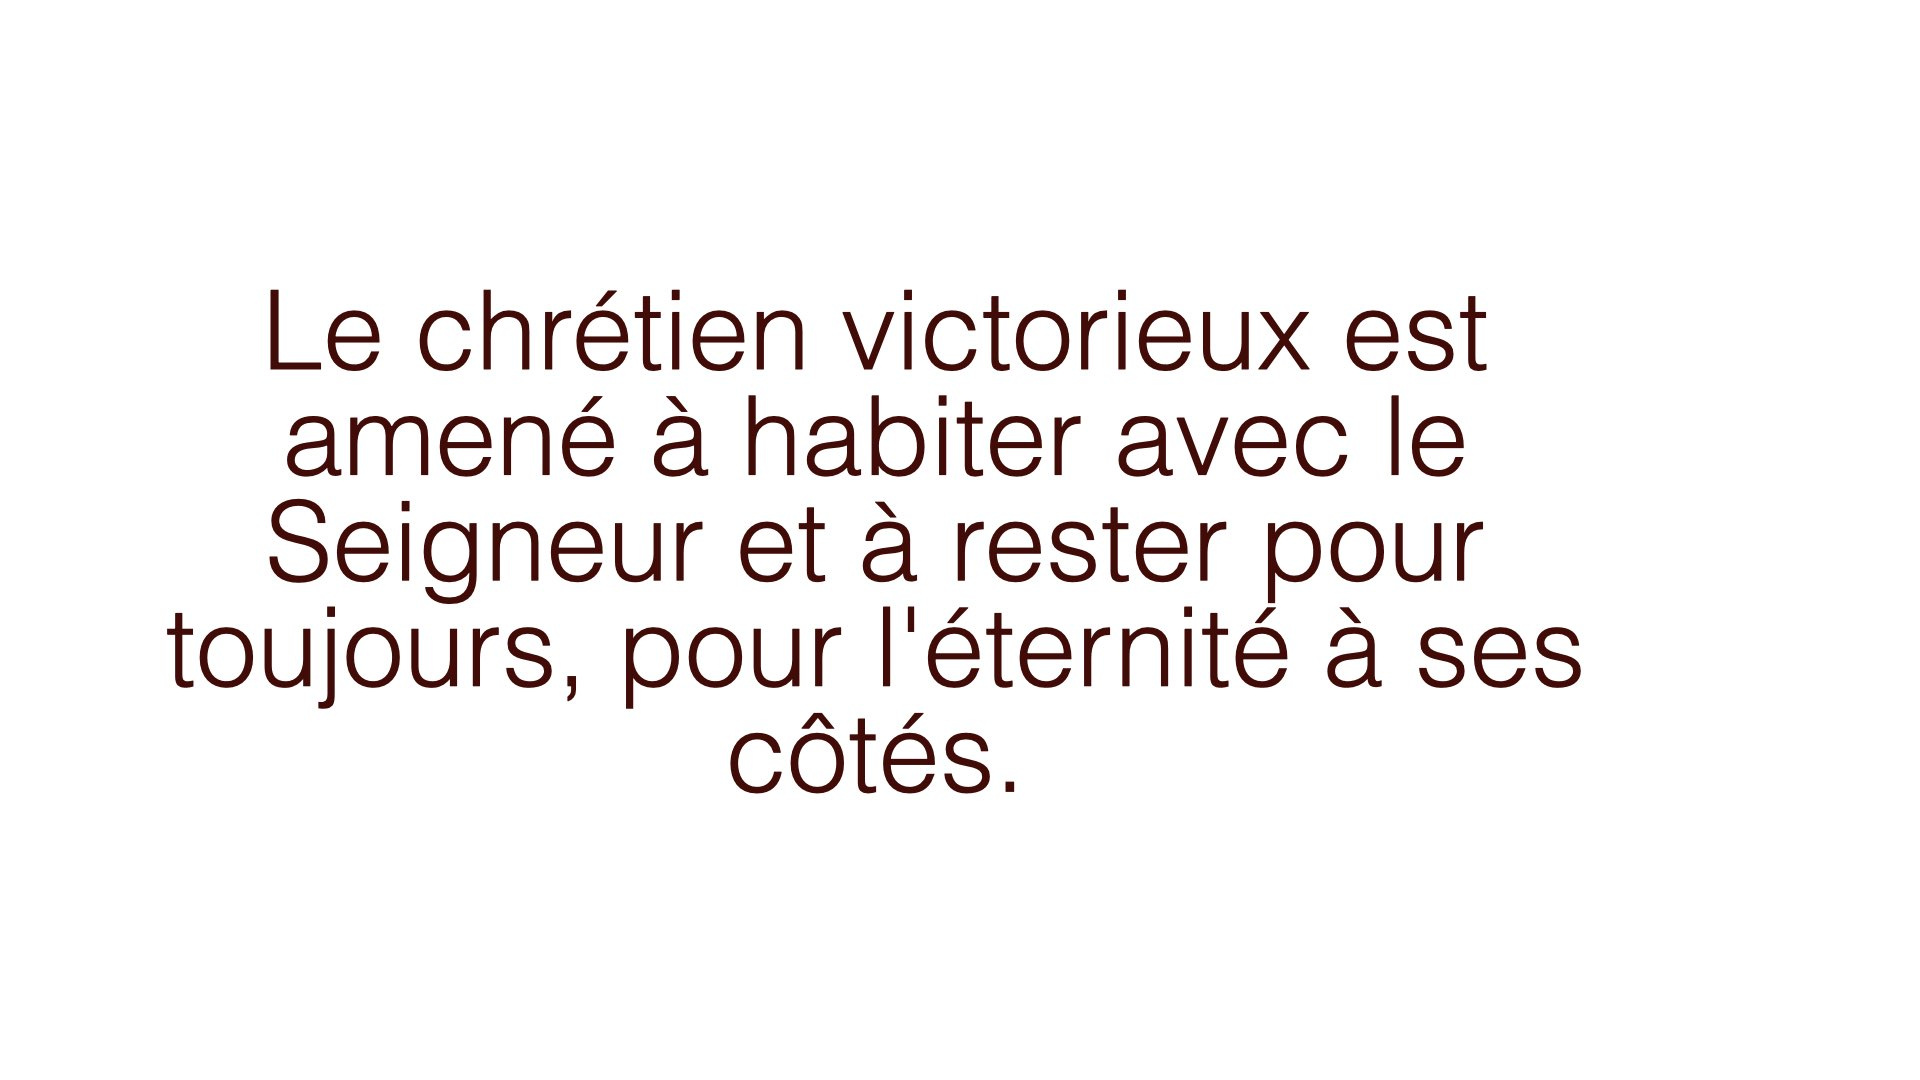 Le chrétien victorieux est
amené à habiter avec le
Seigneur et à rester pour
toujours, pour l'éternité à ses
côtés.